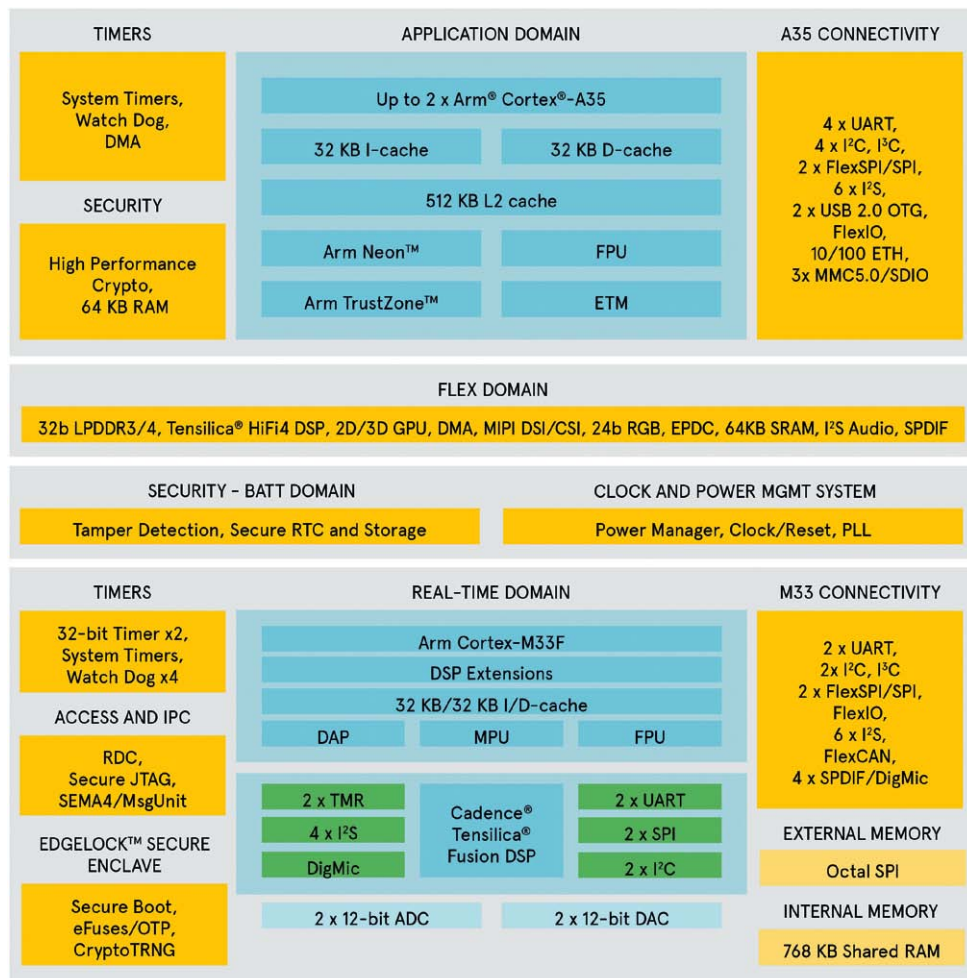 TIMERS
System Timers,
Watch Dog,
DMA
SECURITY
High Performance
Crypto,
64 KB RAM
APPLICATION DOMAIN
Up to 2 x Arm® Cortex®-A35
32 KB I-cache
32 KB D-cache
512 KB L2 cache
Arm Neon™
FPU
Arm TrustZone™
ETM
A35 CONNECTIVITY
4 x UART,
4 x I²C, I³C,
2 x FlexSPI/SPI,
6 x I²S,
2 x USB 2.0 OTG,
FlexIO,
10/100 ETH,
3x MMC5.0/SDIO
FLEX DOMAIN
32b LPDDR3/4, Tensilica® HiFi4 DSP, 2D/3D GPU, DMA, MIPI DSI/CSI, 24b RGB, EPDC, 64KB SRAM, I²S Audio, SPDIF
SECURITY - BATT DOMAIN
Tamper Detection, Secure RTC and Storage
CLOCK AND POWER MGMT SYSTEM
Power Manager, Clock/Reset, PLL
TIMERS
32-bit Timer x2,
System Timers,
Watch Dog x4
ACCESS AND IPC
RDC,
Secure JTAG,
SEMA4/MsgUnit
EDGELOCK™ SECURE
ENCLAVE
Secure Boot,
eFuses/OTP,
CryptoTRNG
REAL-TIME DOMAIN
Arm Cortex-M33F
DSP Extensions
32 KB/32 KB I/D-cache
DAP
MPU
FPU
2 x TMR
4 x I²S
DigMic
Cadence®
Tensilica®
Fusion DSP
2 x UART
2 x SPI
2 x I²C
2 x 12-bit ADC
2 x 12-bit DAC
M33 CONNECTIVITY
2 x UART,
2x I²C, I³C
2 x FlexSPI/SPI,
FlexIO,
6 x I²S,
FlexCAN,
4 x SPDIF/DigMic
EXTERNAL MEMORY
Octal SPI
INTERNAL MEMORY
768 KB Shared RAM